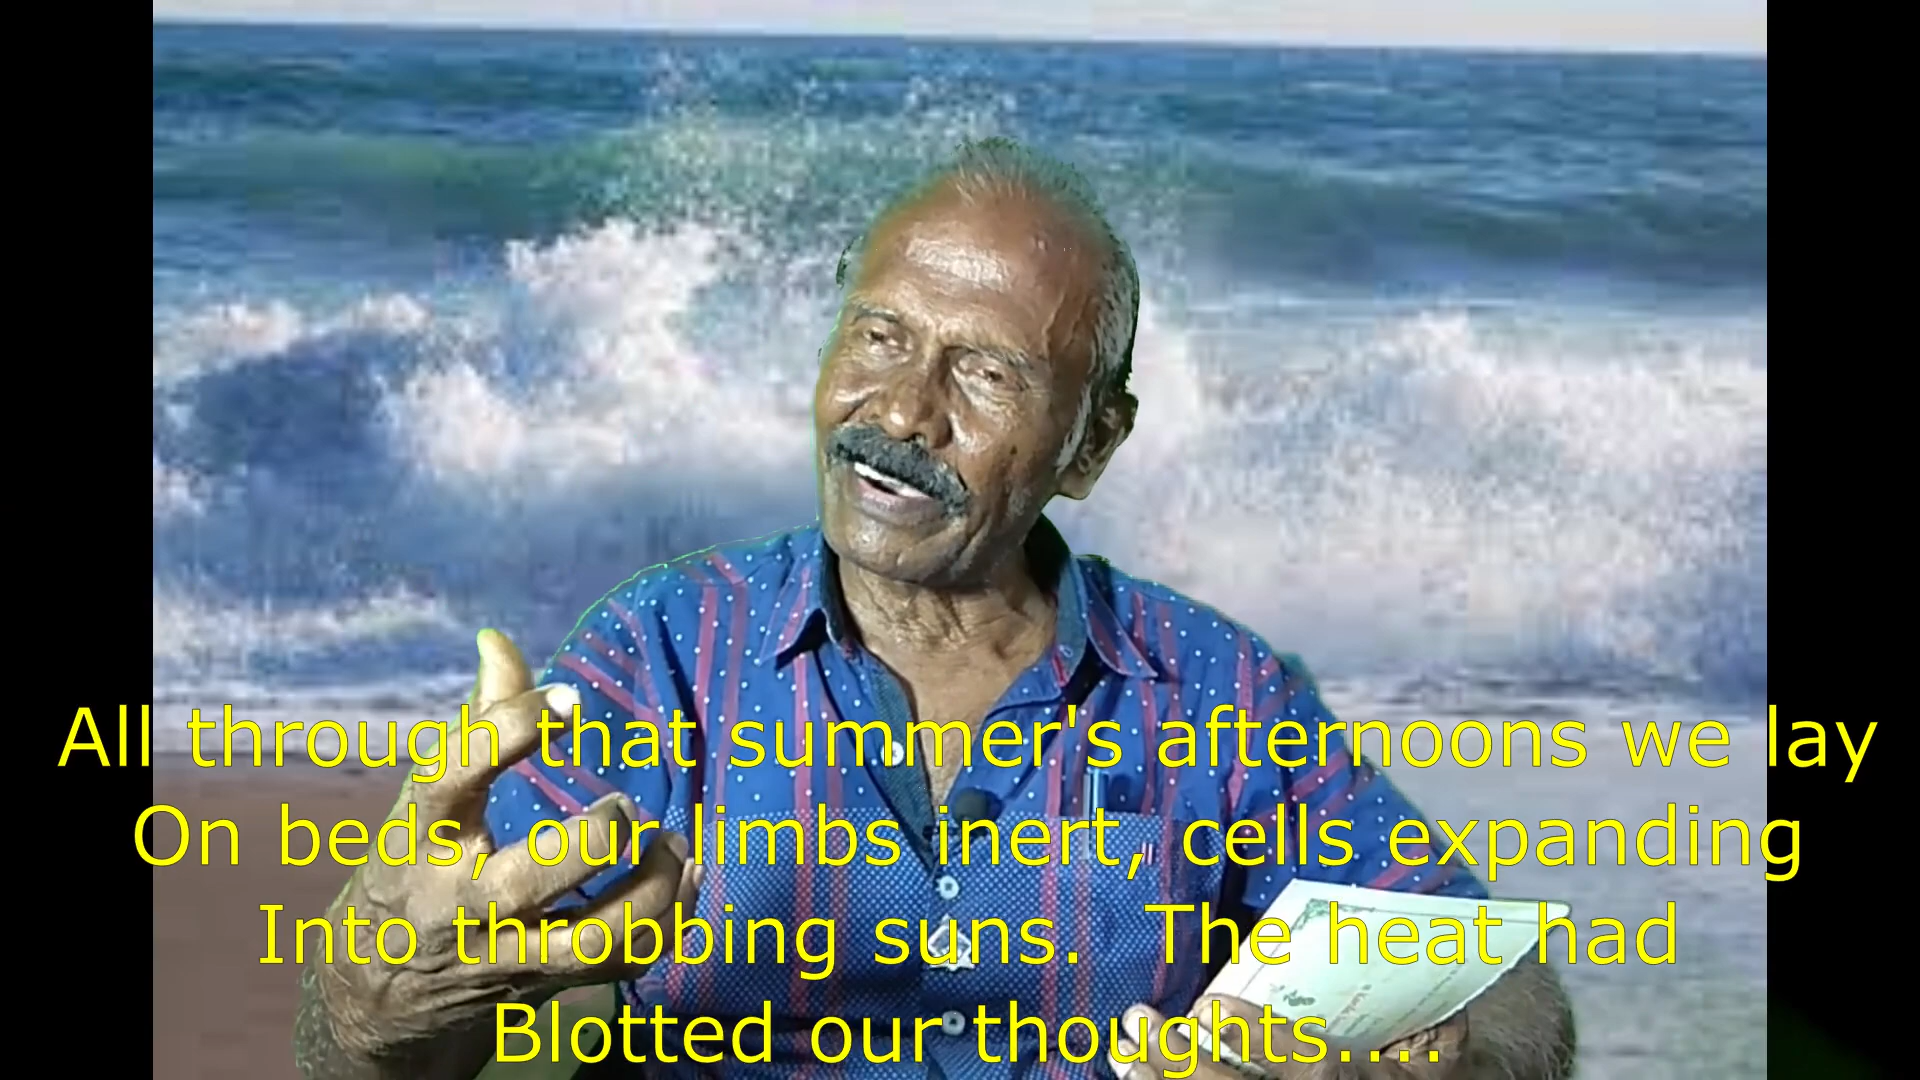 All through that summer's afternoons we lay
On beds, our limbs inert, cells expanding
Into throbbing suns.  The heat had
Blotted our thoughts....